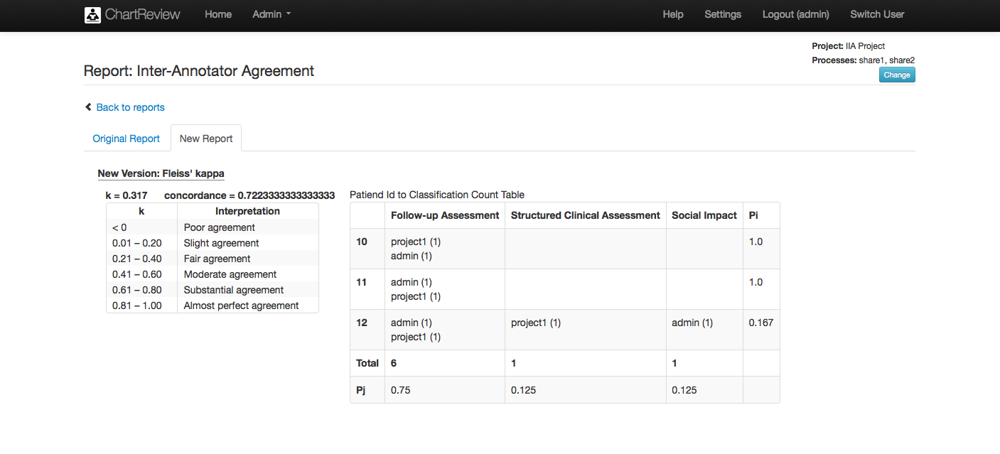 ChartReview Home Admin Help Settings Logout (admin) Switch User
Project: IIA Project
Processes: share1, share2
Change
Report: Inter-Annotator Agreement
Back to reports
Original Report New Report
New Version: Fleiss' kappa
k = 0.317 concordance = 0.7223333333333333
k Interpretation
< 0 Poor agreement
0.01 – 0.20 Slight agreement
0.21 – 0.40 Fair agreement
0.41 – 0.60 Moderate agreement
0.61 – 0.80 Substantial agreement
0.81 – 1.00 Almost perfect agreement
Patiend Id to Classification Count Table
Follow-up Assessment Structured Clinical Assessment Social Impact Pi
10 project1 (1) 1.0
admin (1)
11 admin (1) 1.0
project1 (1)
12 admin (1) project1 (1) admin (1) 0.167
project1 (1)
Total 6 1 1
Pj 0.75 0.125 0.125